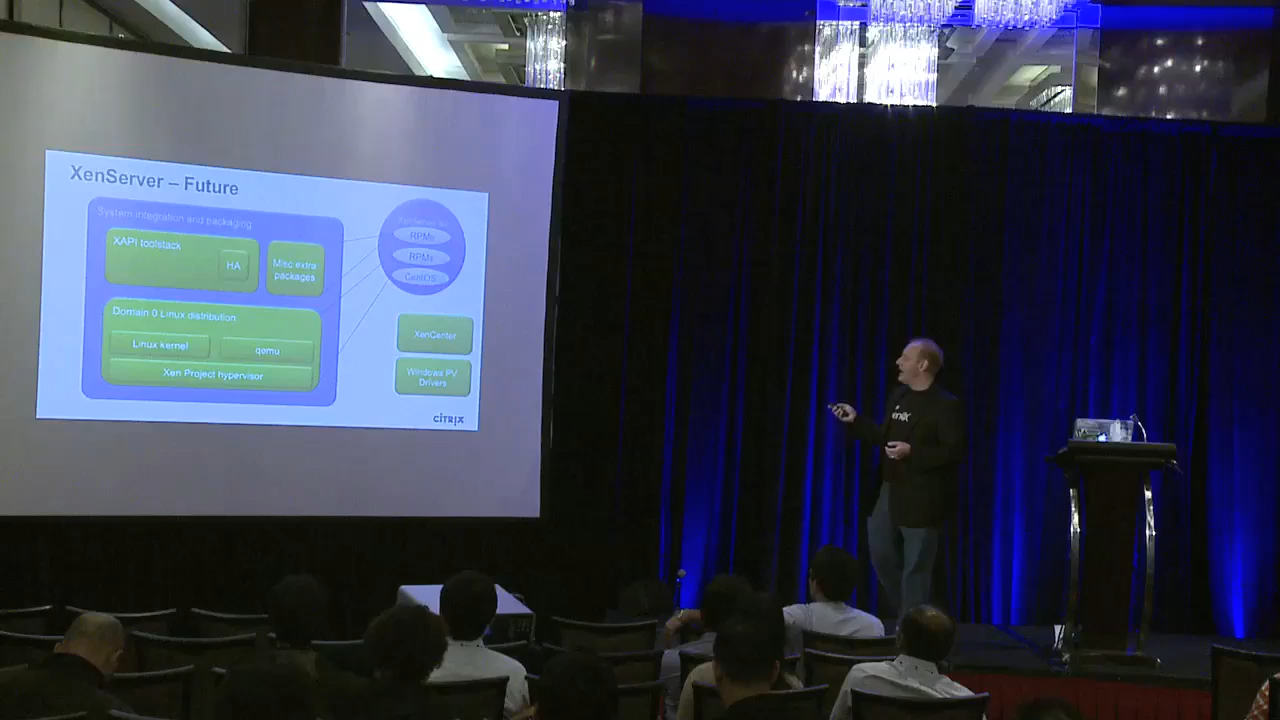 XenServer – Future
System integration and packaging
XAPI toolstack
HA
Misc extra
packages
Domain 0 Linux distribution
Linux kernel
qemu
Xen Project hypervisor
RPMs
RPMs
CentOS
XenCenter
Windows PV
Drivers
CITRIX